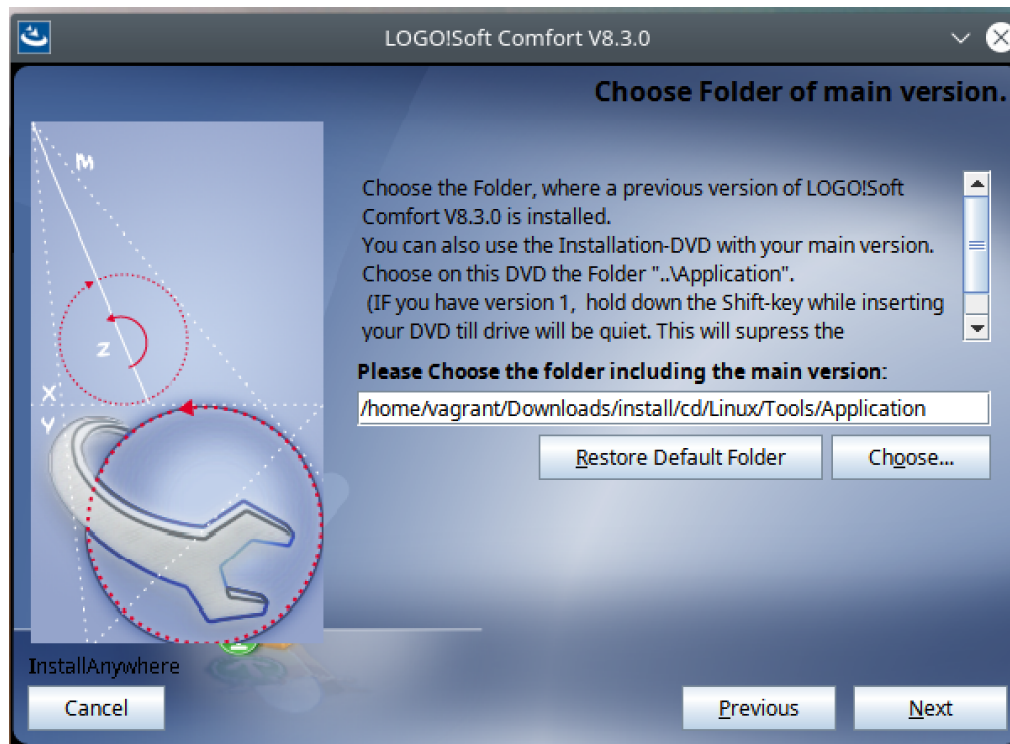 LOGO!Soft Comfort V8.3.0
Choose Folder of main version.
M
Z
X
Y
Choose the Folder, where a previous version of LOGO!Soft
Comfort V8.3.0 is installed.
You can also use the Installation-DVD with your main version.
Choose on this DVD the Folder "..\Application".
(IF you have version 1, hold down the Shift-key while inserting
your DVD till drive will be quiet. This will supress the
Please Choose the folder including the main version:
/home/vagrant/Downloads/install/cd/Linux/Tools/Application
Restore Default Folder
Choose...
InstallAnywhere
Cancel
Previous
Next